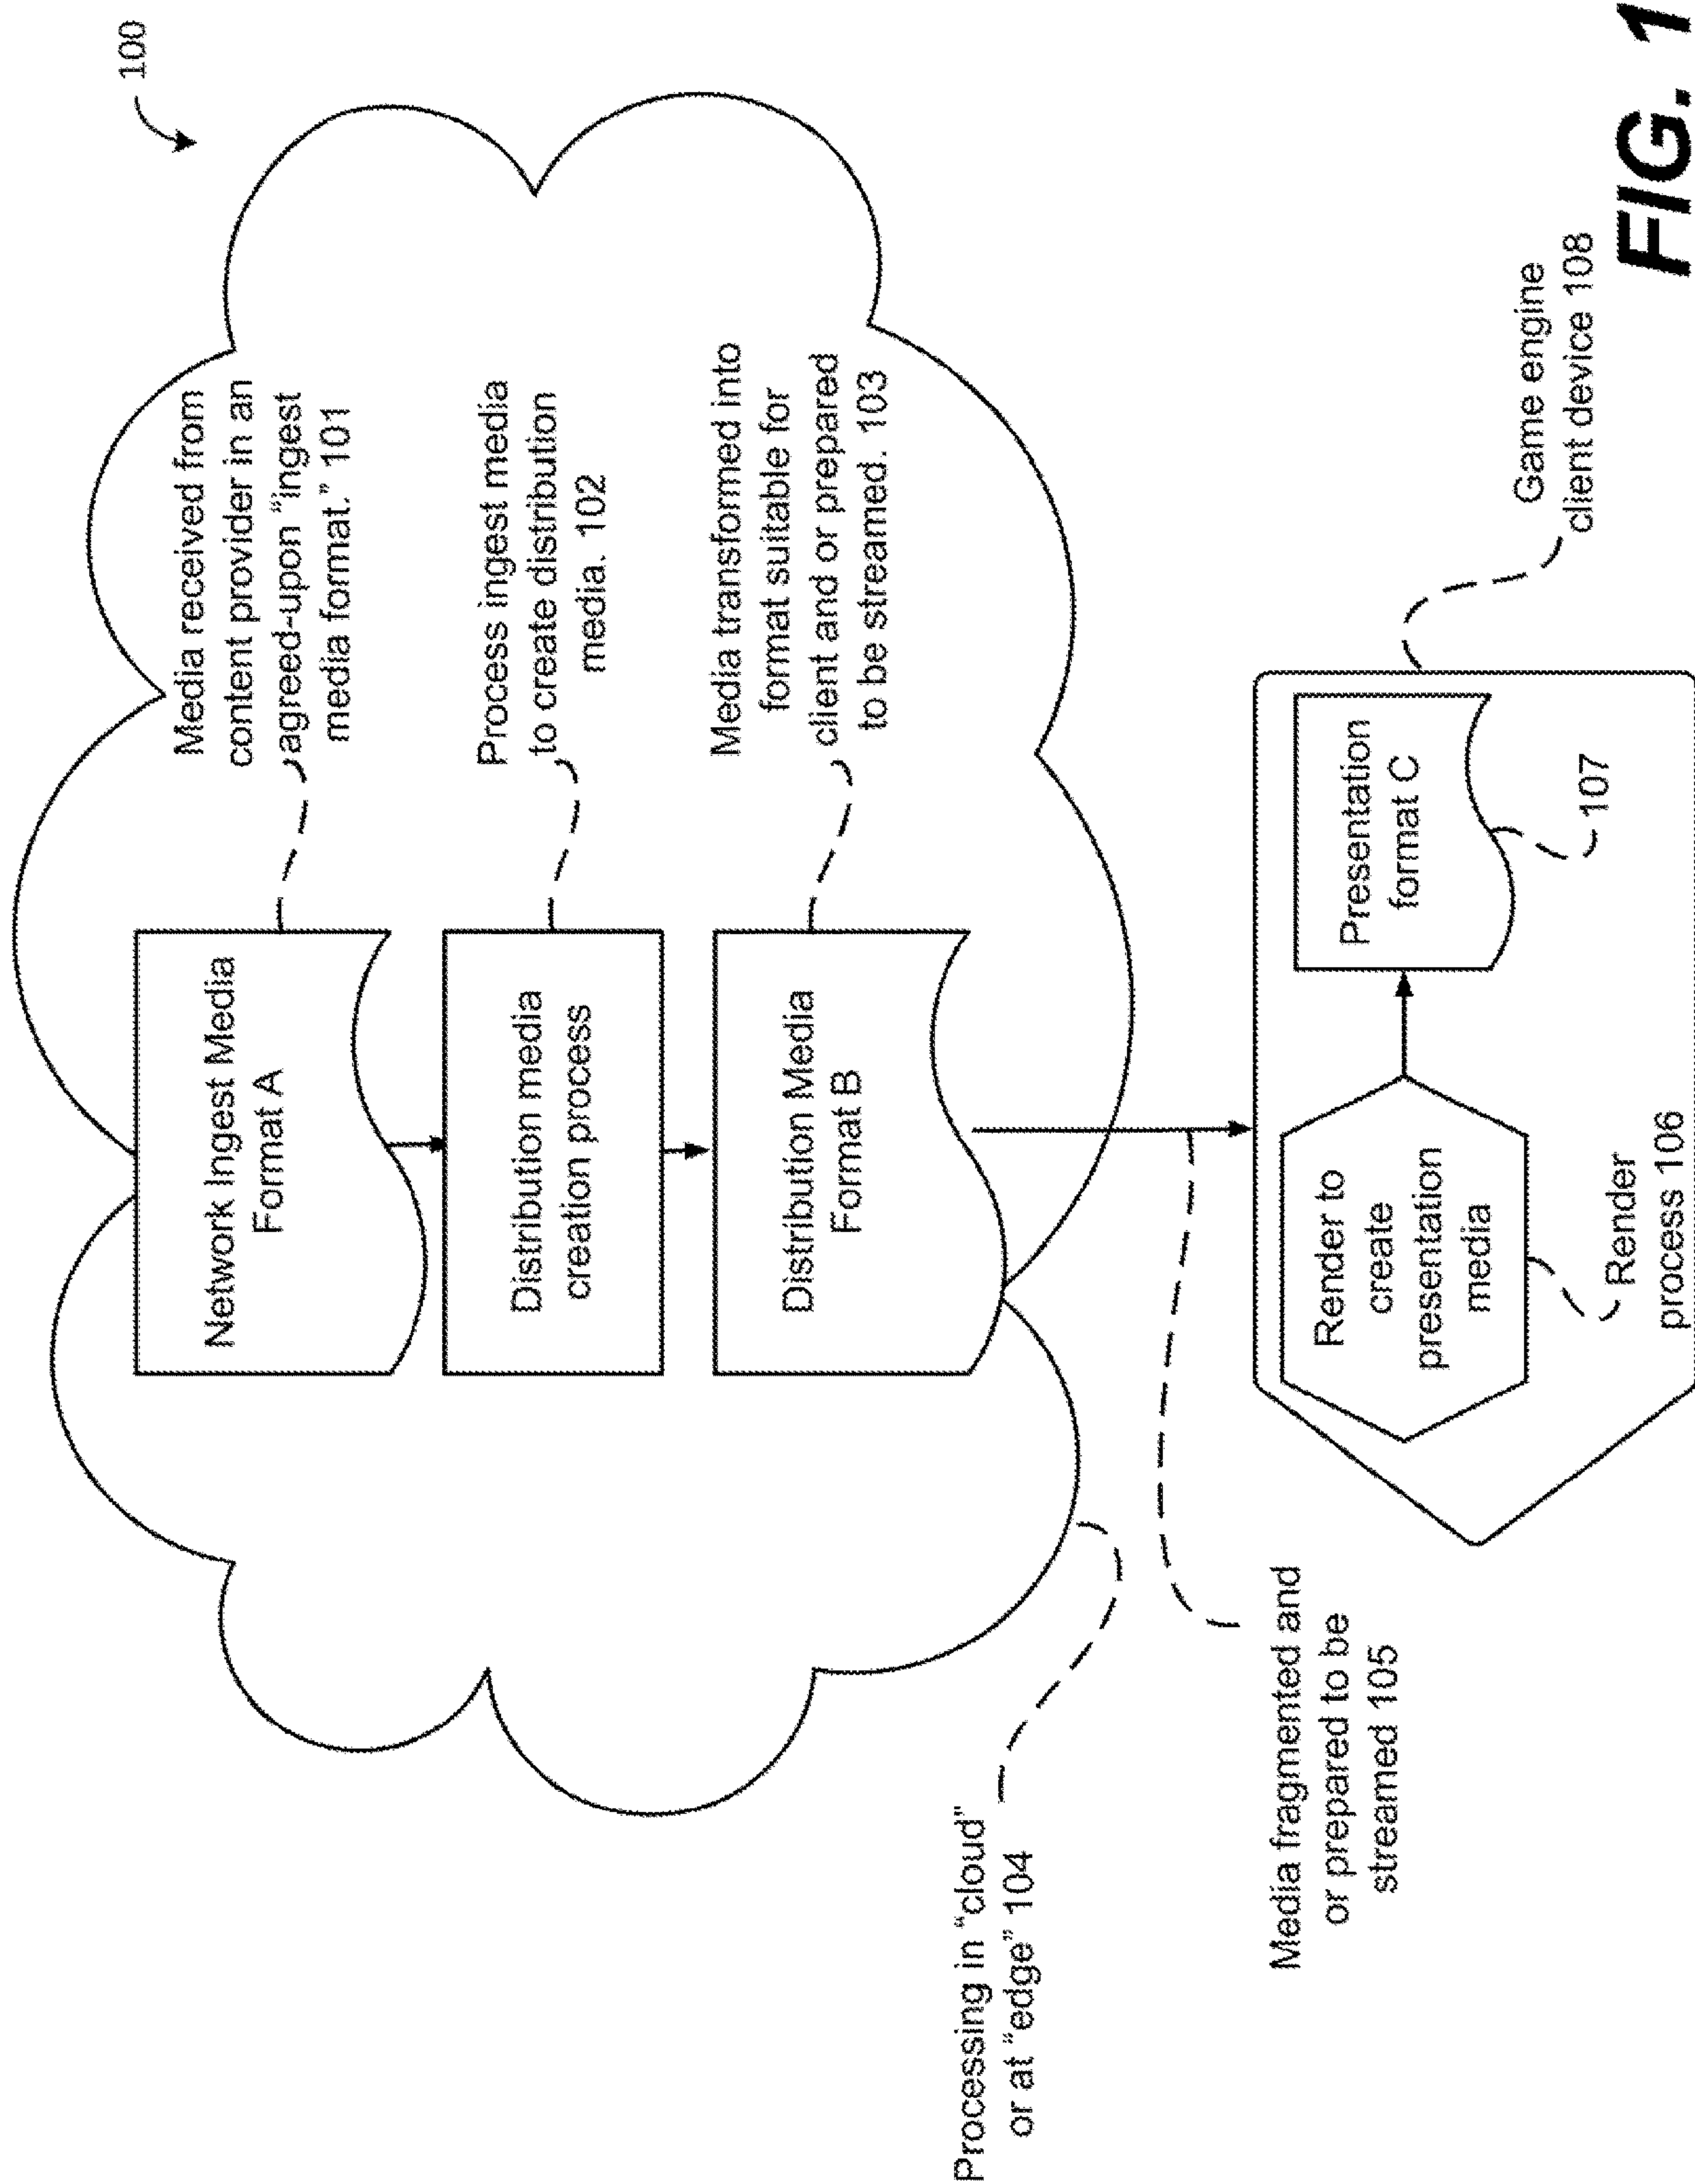 100
Network Ingest Media
Format A
Media received from
content provider in an
agreed-upon “ingest
media format.” 101
Distribution media
creation process
Process ingest media
to create distribution
media. 102
Distribution Media
Format B
Media transformed into
format suitable for
client and or prepared
to be streamed. 103
Processing in “cloud”
or at “edge” 104
Media fragmented and
or prepared to be
streamed 105
Render to
create
presentation
media
Render
process 106
Presentation
format C
107
Game engine
client device 108
FIG. 1